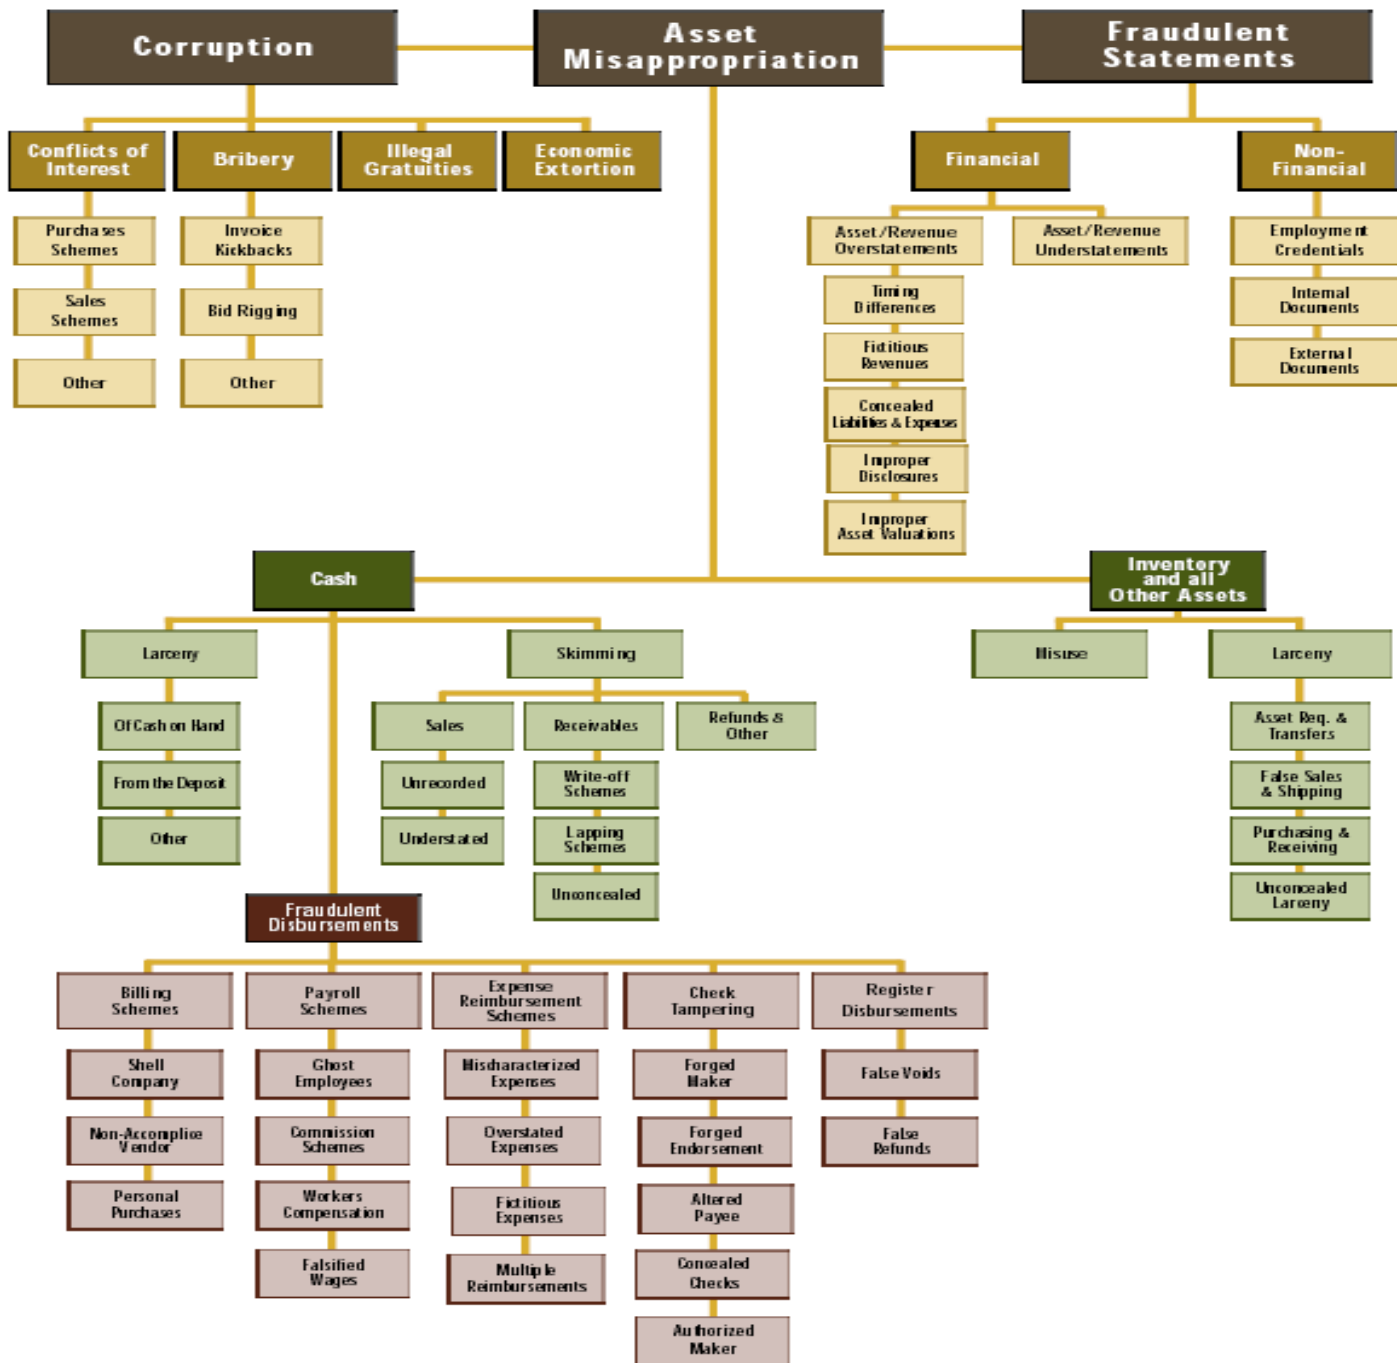 Corruption
Asset
Misappropriation
Fraudulent
Statements
Conflicts of
Interest
Bribery
Illegal
Gratuities
Economic
Extortion
Financial
Non-
Financial
Purchases
Schemes
Sales
Schemes
Other
Invoice
Kickbacks
Bid Rigging
Other
Asset/Revenue
Overstatements
Asset/Revenue
Understatements
Timing
Differences
Fictitious
Revenues
Concealed
Liabilities & Expenses
Improper
Disclosures
Improper
Asset Valuations
Employment
Credentials
Internal
Documents
External
Documents
Cash
Inventory
and all
Other Assets
Larceny
Of Cash on Hand
From the Deposit
Other
Skimming
Sales
Unrecorded
Understated
Receivables
Write-off
Schemes
Lapping
Schemes
Unconcealed
Refunds &
Other
Misuse
Larceny
Asset Req. &
Transfers
False Sales
& Shipping
Purchasing &
Receiving
Unconcealed
Larceny
Fraudulent
Disbursements
Billing
Schemes
Shell
Company
Non-Accomplice
Vendor
Personal
Purchases
Payroll
Schemes
Ghost
Employees
Commission
Schemes
Workers
Compensation
Falsified
Wages
Expense
Reimbursement
Schemes
Mischaracterized
Expenses
Overstated
Expenses
Fictitious
Expenses
Multiple
Reimbursements
Check
Tampering
Forged
Maker
Forged
Endorsement
Altered
Payee
Concealed
Checks
Authorized
Maker
Register
Disbursements
False Voids
False
Refunds